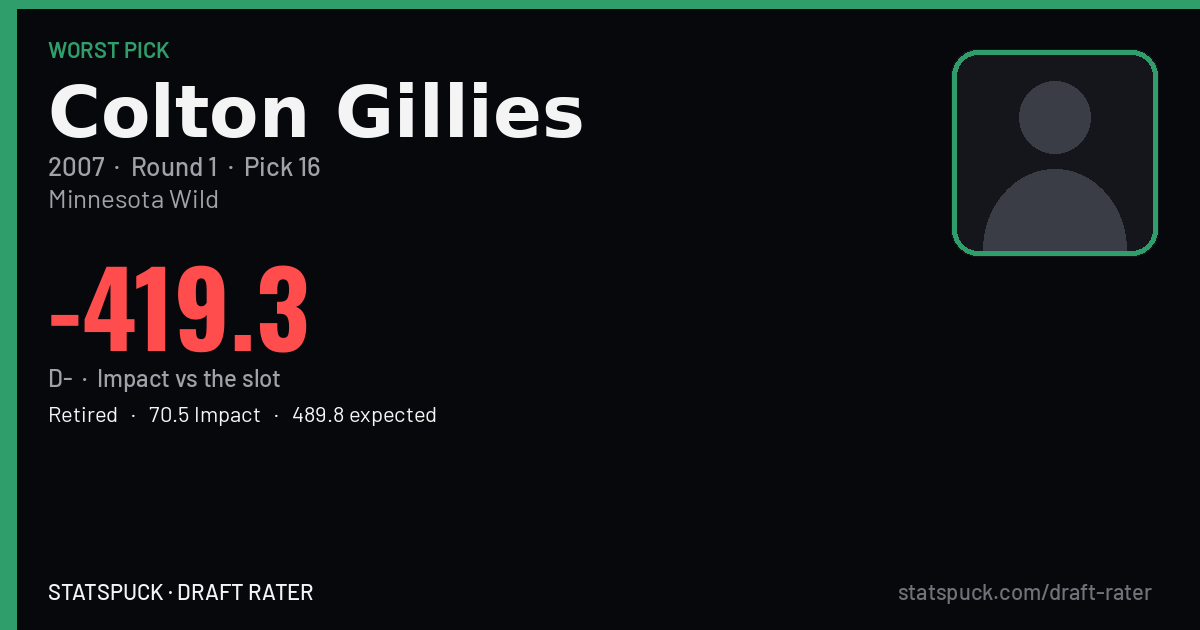 WORST PICK
Colton Gillies
2007 · Round 1 · Pick 16
Minnesota Wild
-419.3
D- · Impact vs the slot
Retired · 70.5 Impact · 489.8 expected
STATSPUCK · DRAFT RATER
statspuck.com/draft-rater